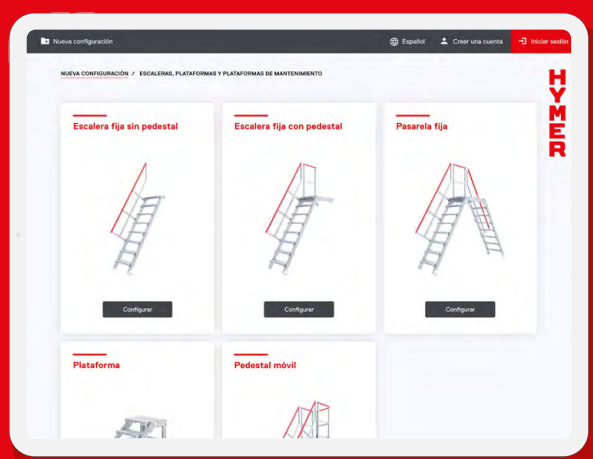 Nueva configuración
Español
Crear una cuenta
Iniciar sesión
NUEVA CONFIGURACIÓN / ESCALERAS, PLATAFORMAS Y PLATAFORMAS DE MANTENIMIENTO
HYMER
Escalera fija sin pedestal
Escalera fija con pedestal
Pasarela fija
Configurar
Configurar
Configurar
Plataforma
Pedestal móvil